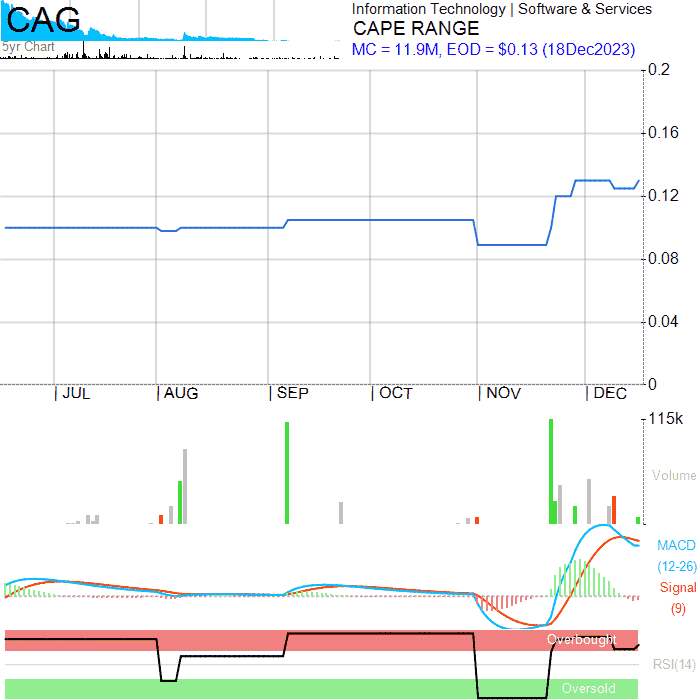 CAG
5yr Chart
Information Technology | Software & Services
CAPE RANGE
MC = 11.9M, EOD = $0.13 (18Dec2023)
0.2
0.16
0.12
0.08
0.04
0
| JUL | AUG | SEP | OCT | NOV | DEC
115k
Volume
MACD
(12-26)
Signal
(9)
Overbought
RSI(14)
Oversold